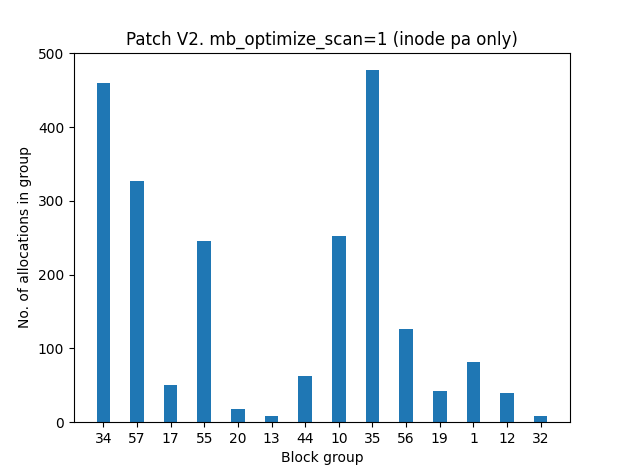 Patch V2. mb_optimize_scan=1 (inode pa only)
No. of allocations in group
500
400
300
200
100
0
34 57 17 55 20 13 44 10 35 56 19 1 12 32
Block group